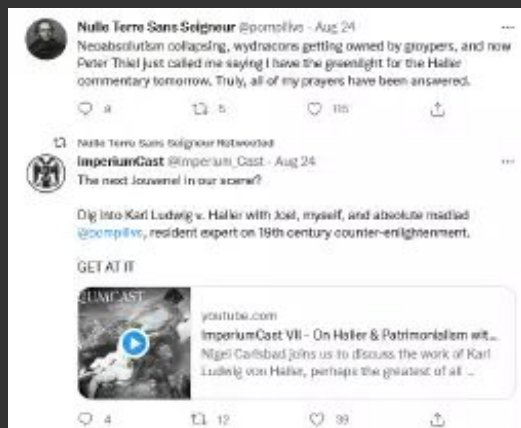 Nulle Terre Sans Seigneur @pompilivs · Aug 24
Neoabsolutism collapsing, wydnacons getting owned by groypers, and now
Peter Thiel just called me saying I have the greenlight for the Haller
commentary tomorrow. Truly, all of my prayers have been answered.
5 115
Nulle Terre Sans Seigneur Retweeted
ImperiumCast @Imperium_Cast · Aug 24
The next Jouvenel in our scene?
Dig into Karl Ludwig v. Haller with Joel, myself, and absolute madlad
@pompilivs, resident expert on 19th century counter-enlightenment.
GET AT IT
IUMCAST
youtube.com
ImperiumCast VII - On Haller & Patrimonialism wit...
Nigel Carlsbad joins us to discuss the work of Karl
Ludwig von Haller, perhaps the greatest of all ...
4 12 39